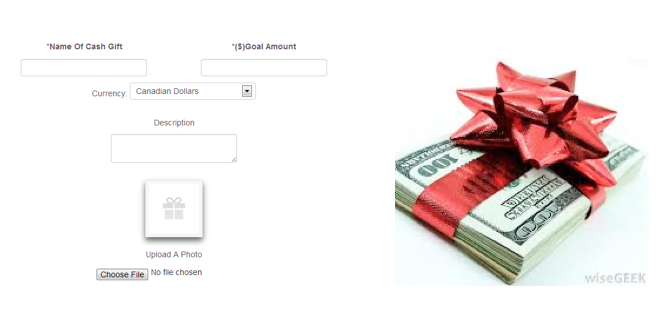 *Name Of Cash Gift
*($)Goal Amount
Currency: Canadian Dollars
Description
Upload A Photo
Choose File No file chosen
100
wiseGEEK